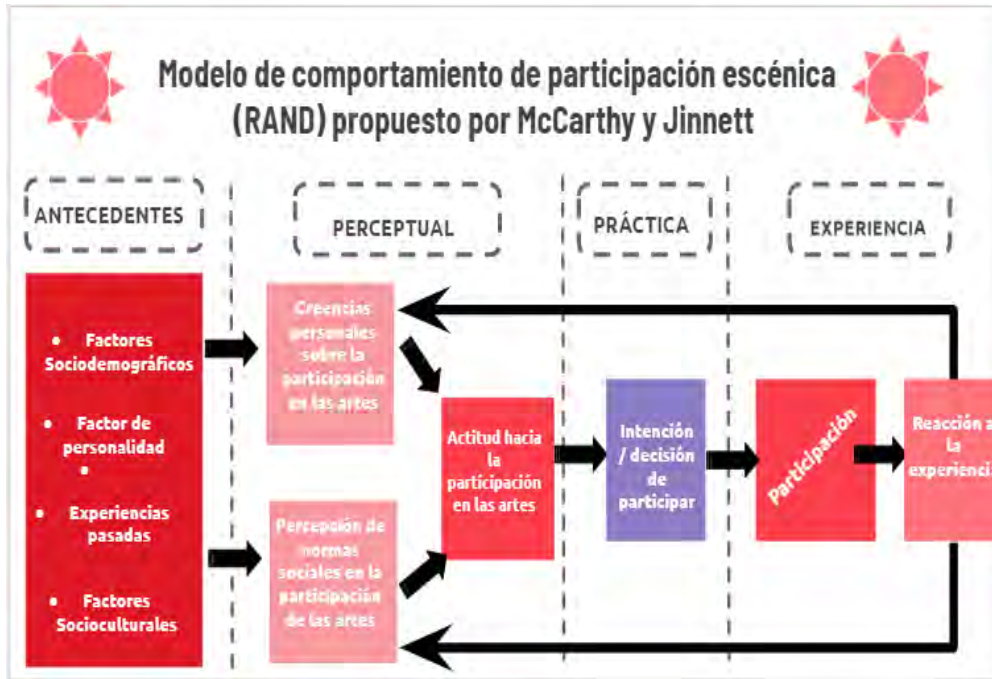 Modelo de comportamiento de participación escénica
(RAND) propuesto por McCarthy y Jinnett
ANTECEDENTES
PERCEPTUAL
PRÁCTICA
EXPERIENCIA
• Factores
Sociodemográficos
• Factor de
personalidad
•
• Experiencias
pasadas
• Factores
Socioculturales
Creencias
personales
sobre la
participación
en las artes
Percepción de
normas
sociales en la
participación
de las artes
Actitud hacia
la
participación
en las artes
Intención
/ decisión
de
participar
Participación
Reacción a
la
experiencia